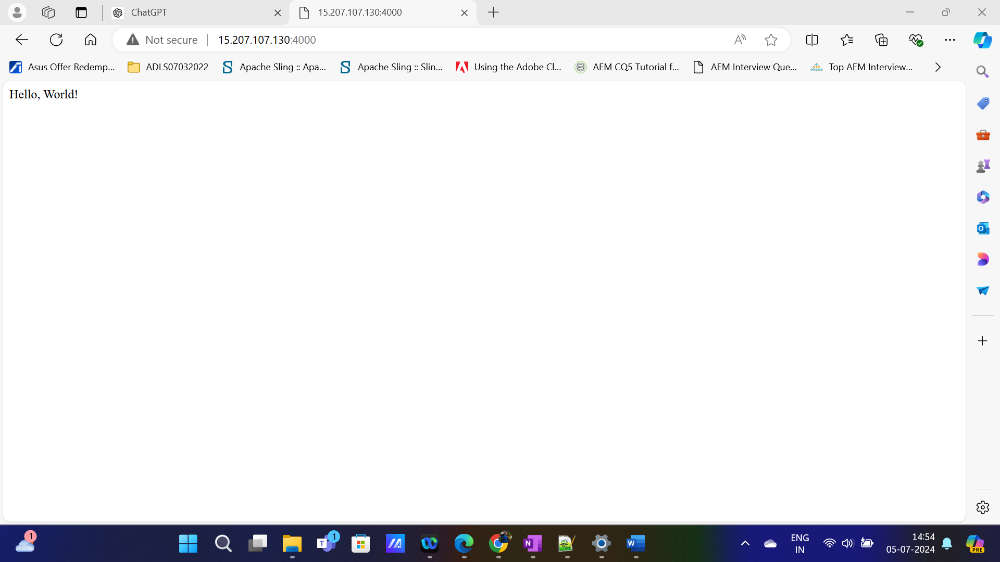 ChatGPT
15.207.107.130:4000
Not secure
15.207.107.130:4000
Asus Offer Redemp...
ADLS07032022
Apache Sling :: Apa...
Apache Sling :: Slin...
Using the Adobe Cl...
AEM CQ5 Tutorial f...
AEM Interview Que...
Top AEM Interview...
Hello, World!
1
1
ENG
IN
14:54
05-07-2024
PRE